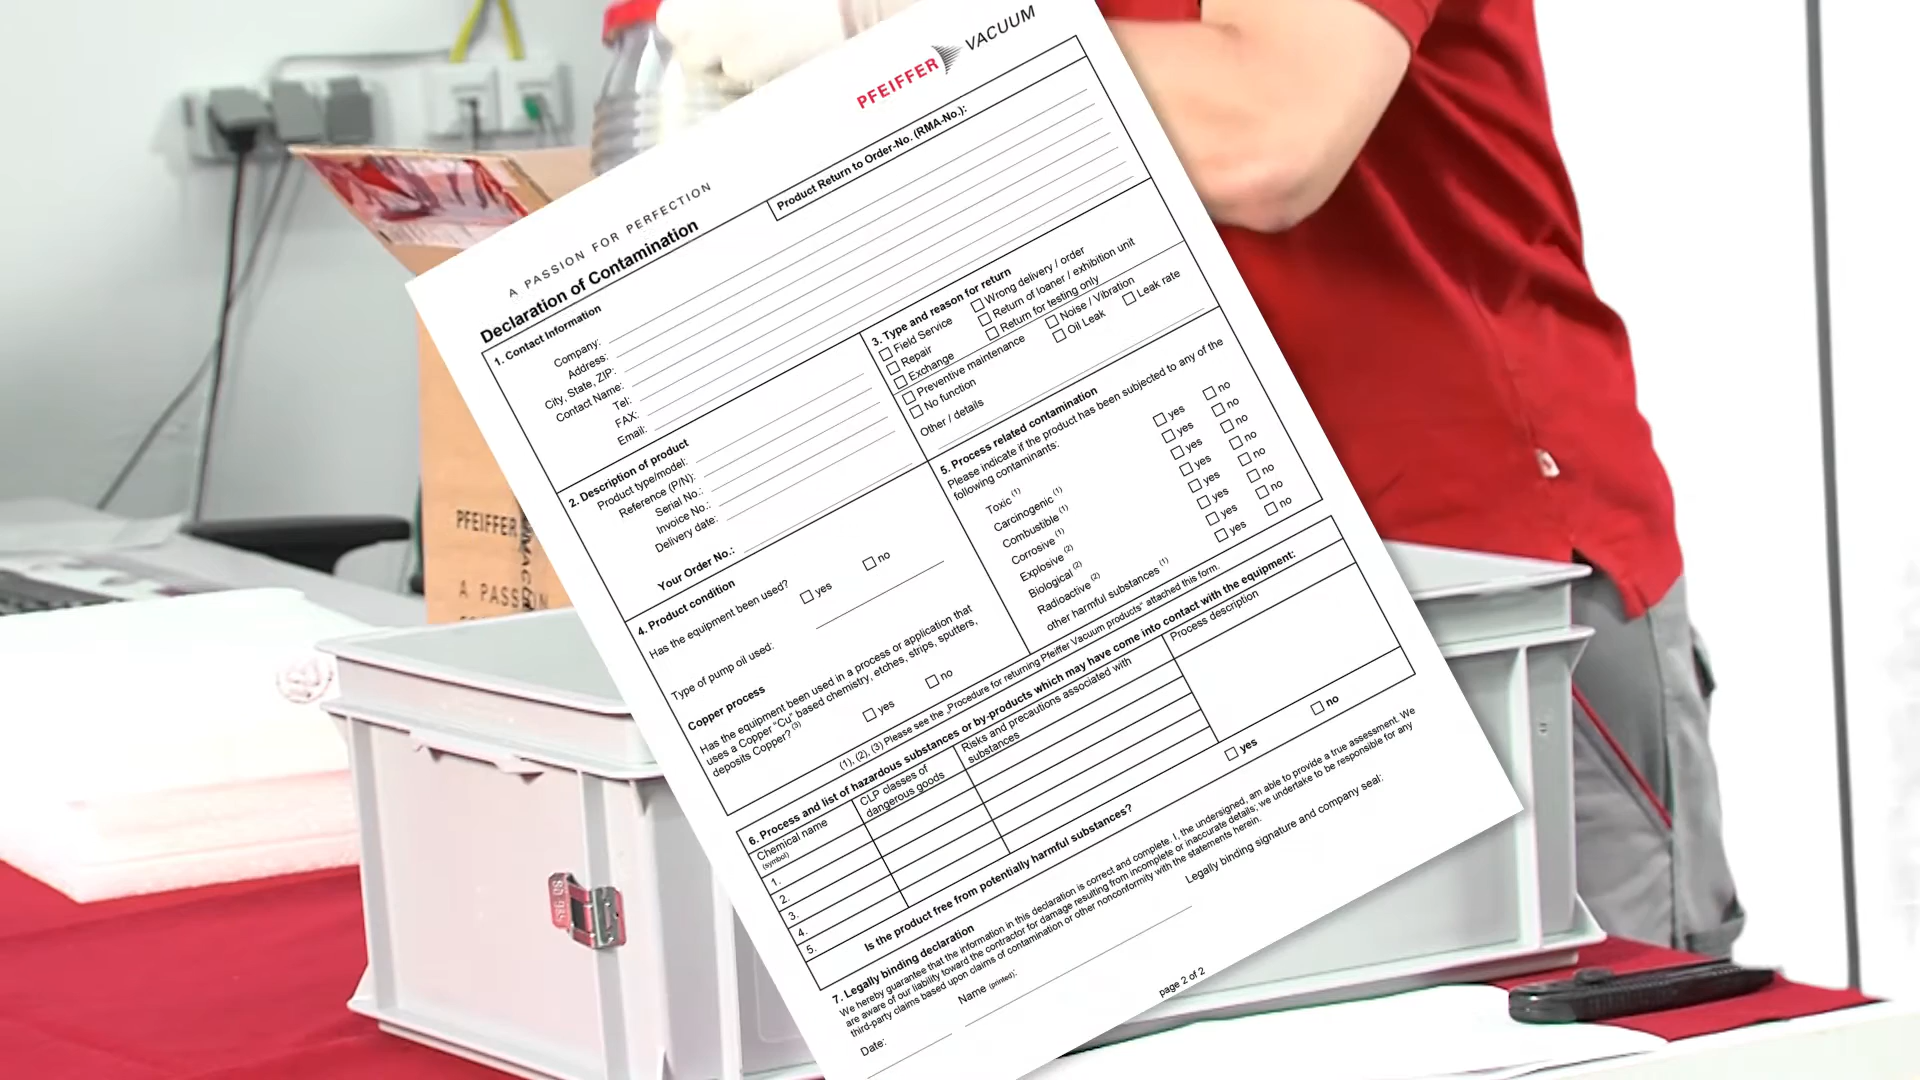 PFEIFFER VACUUM
A PASSION FOR PERFECTION
Declaration of Contamination
Product Return to Order-No. (RMA-No.):
1. Contact Information
Company:
Address:
City, State, ZIP:
Contact Name:
Tel:
FAX:
Email:
2. Description of product
Product type/model:
Reference (P/N):
Serial No.:
Invoice No.:
Delivery date:
Your Order No.:
3. Type and reason for return
Field Service
Repair
Exchange
Wrong delivery / order
Return of loaner / exhibition unit
Return for testing only
Preventive maintenance
No function
Noise / Vibration
Oil Leak
Leak rate
Other / details
4. Product condition
Has the equipment been used?
yes
no
Type of pump oil used:
Copper process
Has the equipment been used in a process or application that
uses a Copper "Cu" based chemistry, etches, strips, sputters,
deposits Copper? (3)
yes
no
5. Process related contamination
Please indicate if the product has been subjected to any of the
following contaminants:
Toxic (1) yes no
Carcinogenic (1) yes no
Combustible (1) yes no
Corrosive (1) yes no
Explosive (2) yes no
Biological (2) yes no
Radioactive (2) yes no
other harmful substances (1) yes no
(1), (2), (3) Please see the „Procedure for returning Pfeiffer Vacuum products" attached this form.
6. Process and list of hazardous substances or by-products which may have come into contact with the equipment:
Chemical name
(symbol)
CLP classes of
dangerous goods
Risks and precautions associated with
substances
Process description
1.
2.
3.
4.
5.
Is the product free from potentially harmful substances?
yes
no
7. Legally binding declaration
We hereby guarantee that the information in this declaration is correct and complete. I, the undersigned, am able to provide a true assessment. We
are aware of our liability toward the contractor for damage resulting from incomplete or inaccurate details; we undertake to be responsible for any
third-party claims based upon claims of contamination or other nonconformity with the statements herein.
Name (printed):
Legally binding signature and company seal:
Date:
page 2 of 2
PFEIFFER
A PASSION